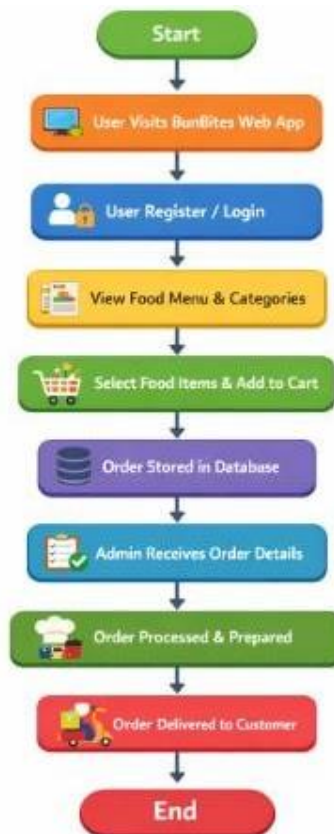 Start
User Visits BunBites Web App
User Register / Login
View Food Menu & Categories
Select Food Items & Add to Cart
Order Stored in Database
Admin Receives Order Details
Order Processed & Prepared
Order Delivered to Customer
End